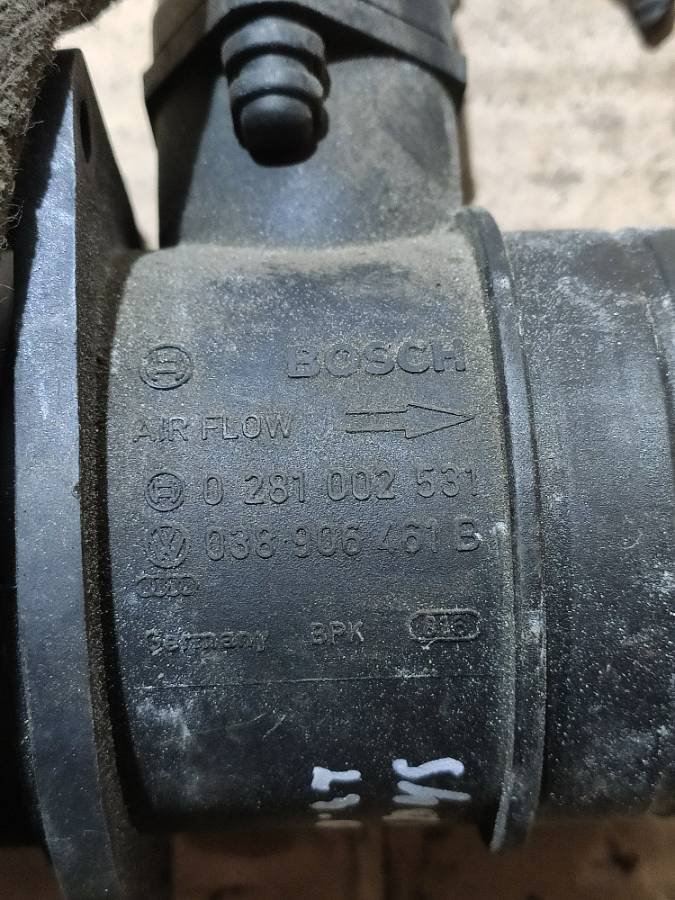 BOSCH
AIR FLOW
0 281 002 531
038 906 461 B
Germany BPK